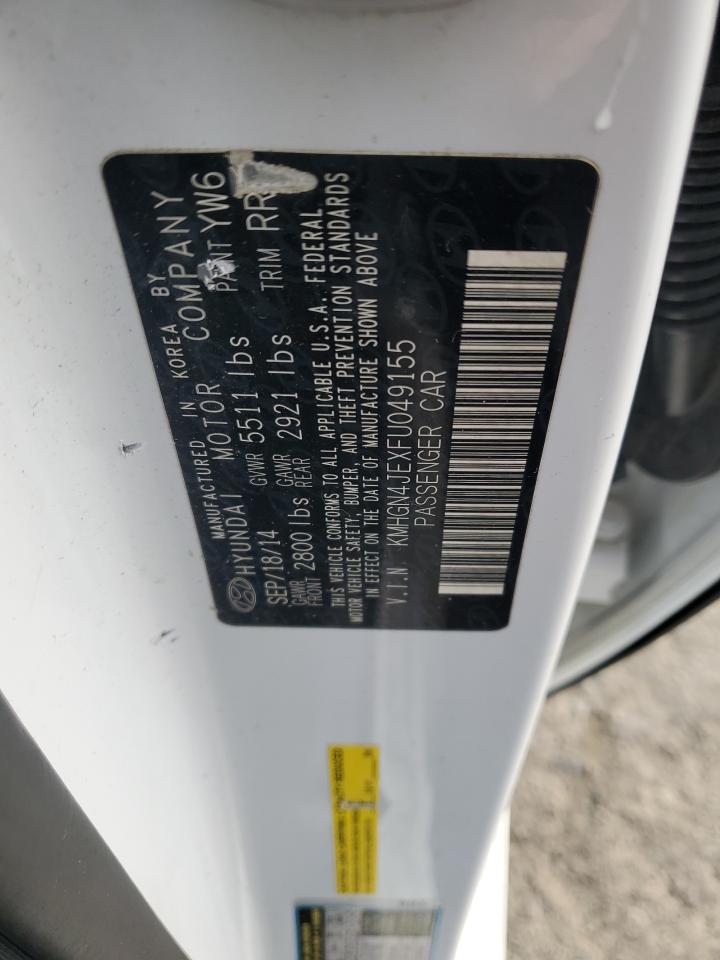 MANUFACTURED IN KOREA BY
HYUNDAI MOTOR COMPANY
SEP/18/14 GVWR 5511 lbs PAINT YW6
GAWR FRONT 2800 lbs GAWR REAR 2921 lbs TRIM RR
THIS VEHICLE CONFORMS TO ALL APPLICABLE U.S.A. FEDERAL
MOTOR VEHICLE SAFETY, BUMPER, AND THEFT PREVENTION STANDARDS
IN EFFECT ON THE DATE OF MANUFACTURE SHOWN ABOVE
V.I.N KMHGN4JEXFU049155
PASSENGER CAR